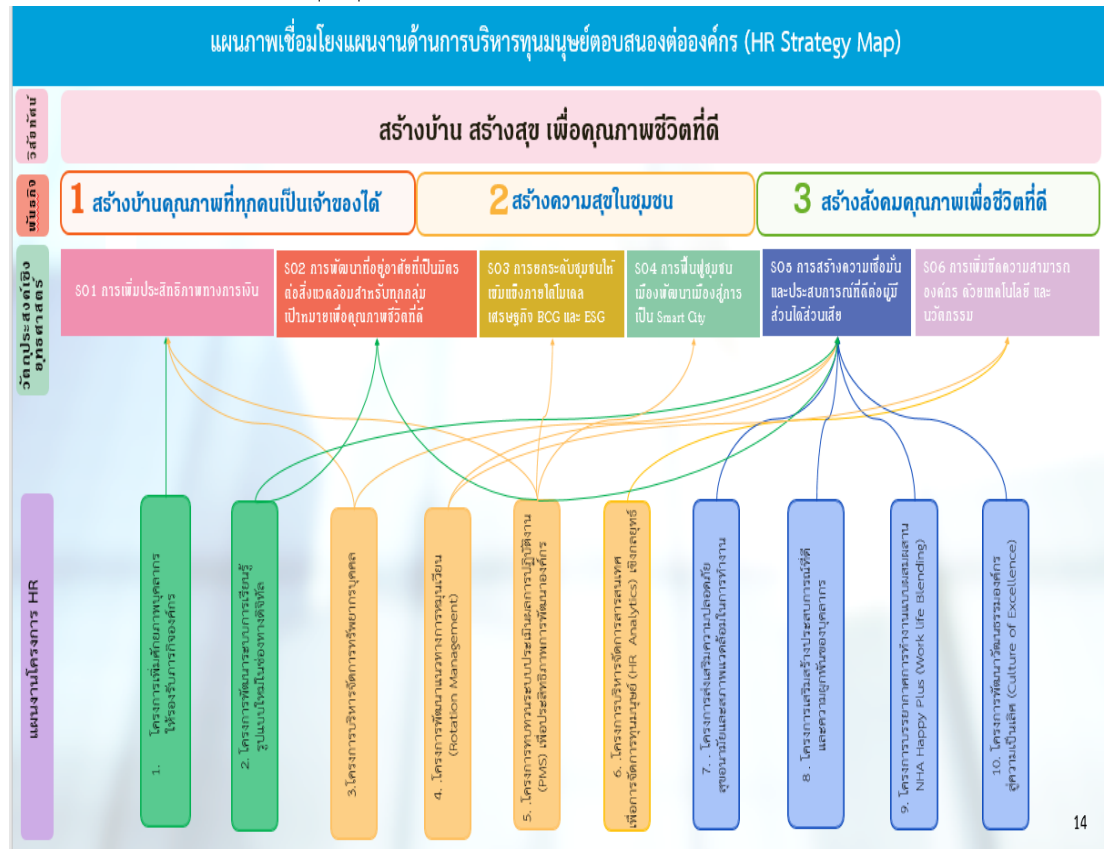 แผนภาพเชื่อมโยงแผนงานด้านการบริหารทุนมนุษย์ตอบสนองต่อองค์กร (HR Strategy Map)
วิสัยทัศน์
สร้างบ้าน สร้างสุข เพื่อคุณภาพชีวิตที่ดี
พันธกิจ
1 สร้างบ้านคุณภาพที่ทุกคนเป็นเจ้าของได้
2 สร้างความสุขในชุมชน
3 สร้างสังคมคุณภาพเพื่อชีวิตที่ดี
วัตถุประสงค์เชิง
ยุทธศาสตร์
SO1 การเพิ่มประสิทธิภาพทางการเงิน
SO2 การพัฒนาที่อยู่อาศัยที่เป็นมิตร
ต่อสิ่งแวดล้อมสำหรับทุกกลุ่ม
เป้าหมายเพื่อคุณภาพชีวิตที่ดี
SO3 การยกระดับชุมชนให้
เข้มแข็งภายใต้โมเดล
เศรษฐกิจ BCG และ ESG
SO4 การฟื้นฟูชุมชน
เมืองพัฒนาเมืองสู่การ
เป็น Smart City
SO5 การสร้างความเชื่อมั่น
และประสบการณ์ที่ดีต่อผู้มี
ส่วนได้ส่วนเสีย
SO6 การเพิ่มขีดความสามารถ
องค์กร ด้วยเทคโนโลยี และ
นวัตกรรม
แผนงานโครงการ HR
1. โครงการเพิ่มศักยภาพบุคลากร
ให้รองรับภารกิจองค์กร
2. โครงการพัฒนาระบบการเรียนรู้
รูปแบบใหม่ในช่องทางดิจิทัล
3.โครงการบริหารจัดการทรัพยากรบุคคล
4. .โครงการพัฒนาแนวทางการหมุนเวียน
(Rotation Management)
5. .โครงการทบทวนระบบประเมินผลการปฏิบัติงาน
(PMS) เพื่อประสิทธิภาพการพัฒนาองค์กร
6. .โครงการบริหารจัดการสารสนเทศ
เพื่อการจัดการทุนมนุษย์ (HR Analytics) เชิงกลยุทธ์
7. . โครงการส่งเสริมความปลอดภัย
สุขอนามัยและสภาพแวดล้อมในการทำงาน
8 . โครงการเสริมสร้างประสบการณ์ที่ดี
และความผูกพันของบุคลากร
9. โครงการบรรยากาศการทำงานแบบผสมผสาน
NHA Happy Plus (Work life Blending)
10. โครงการพัฒนาวัฒนธรรมองค์กร
สู่ความเป็นเลิศ (Culture of Excellence)
14